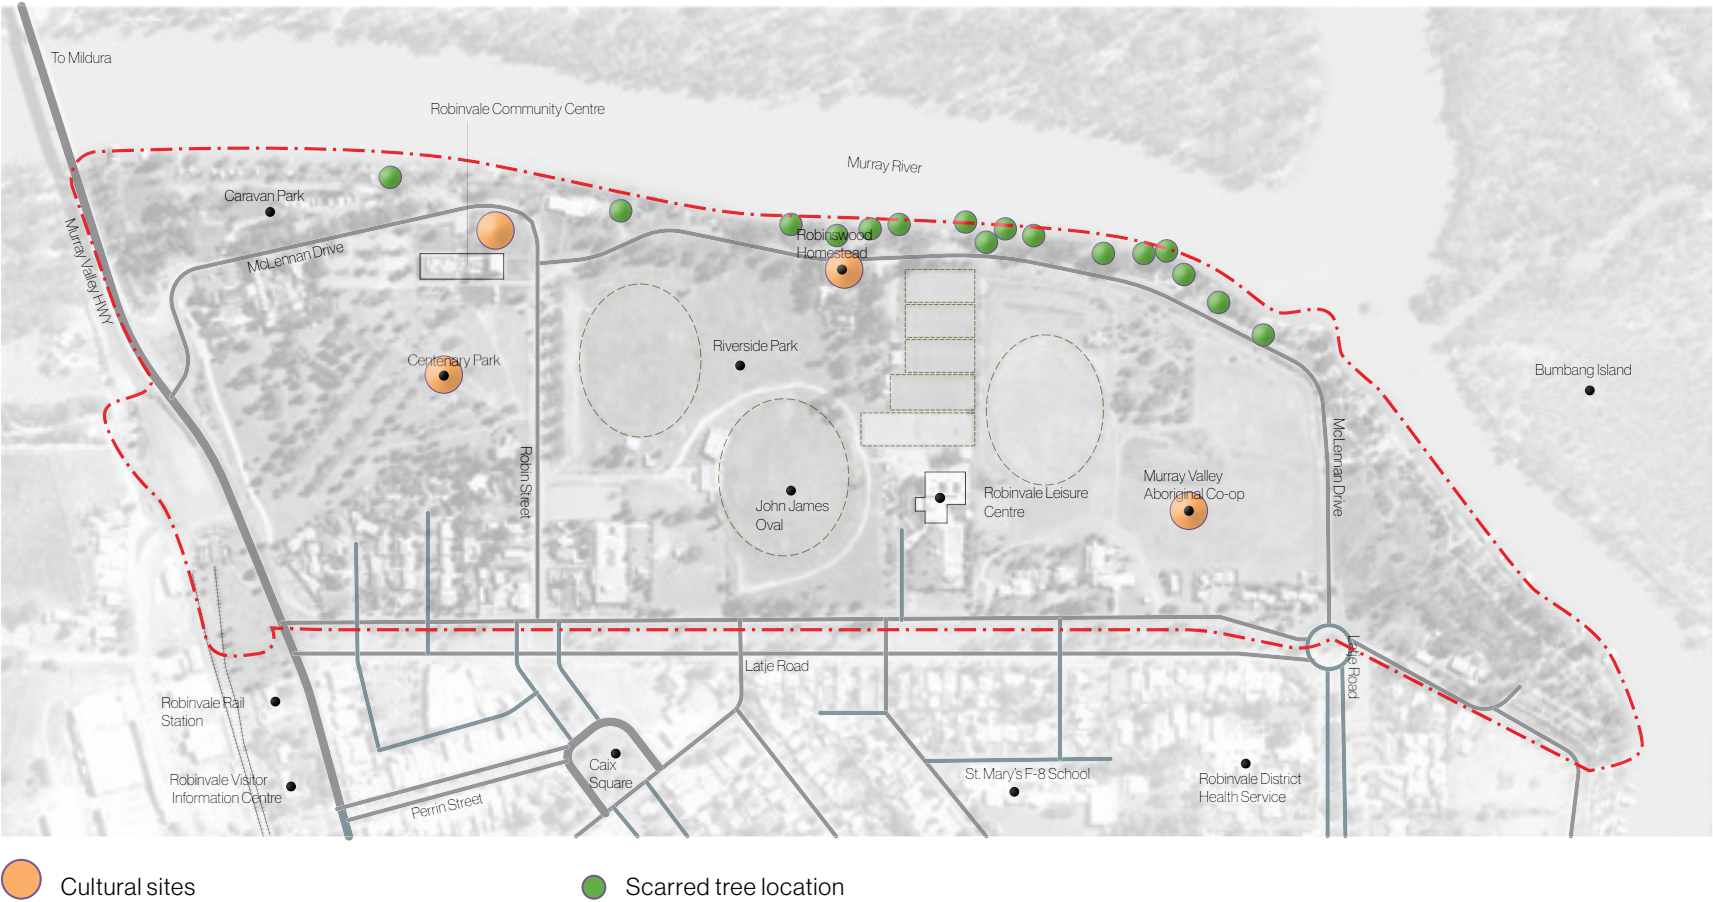 To Mildura
Robinvale Community Centre
Murray River
Caravan Park
Murray Valley HWY
McLennan Drive
Robinswood
Homestead
Centenary Park
Riverside Park
Bumbang Island
Robin Street
McLennan Drive
John James
Oval
Robinvale Leisure
Centre
Murray Valley
Aboriginal Co-op
Latje Road
Latje Road
Robinvale Rail
Station
Robinvale Visitor
Information Centre
Caix
Square
Perrin Street
St. Mary's F-8 School
Robinvale District
Health Service
Cultural sites
Scarred tree location